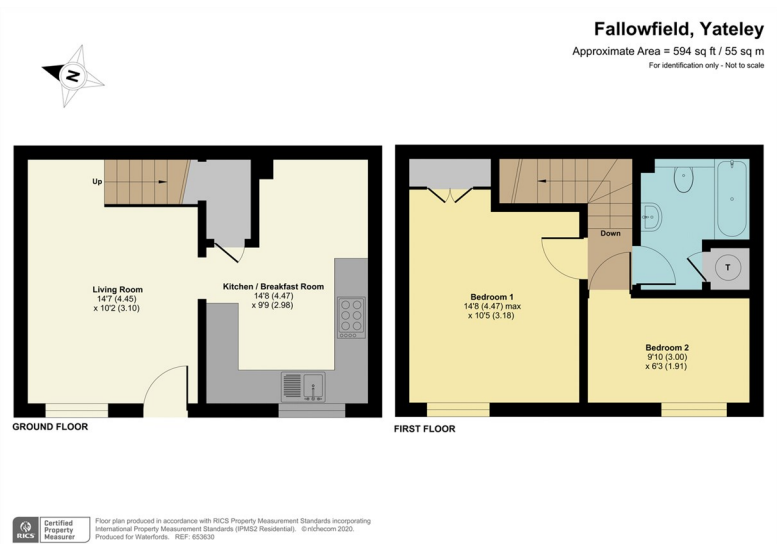 Fallowfield, Yateley
Approximate Area = 594 sq ft / 55 sq m
For identification only - Not to scale
N
Up
Living Room
14'7 (4.45)
x 10'2 (3.10)
Kitchen / Breakfast Room
14'8 (4.47)
x 9'9 (2.98)
GROUND FLOOR
Down
T
Bedroom 1
14'8 (4.47) max
x 10'5 (3.18)
Bedroom 2
9'10 (3.00)
x 6'3 (1.91)
FIRST FLOOR
RICS
Certified
Property
Measurer
Floor plan produced in accordance with RICS Property Measurement Standards incorporating
International Property Measurement Standards (IPMS2 Residential). © nichecom 2020.
Produced for Waterfords. REF: 653630